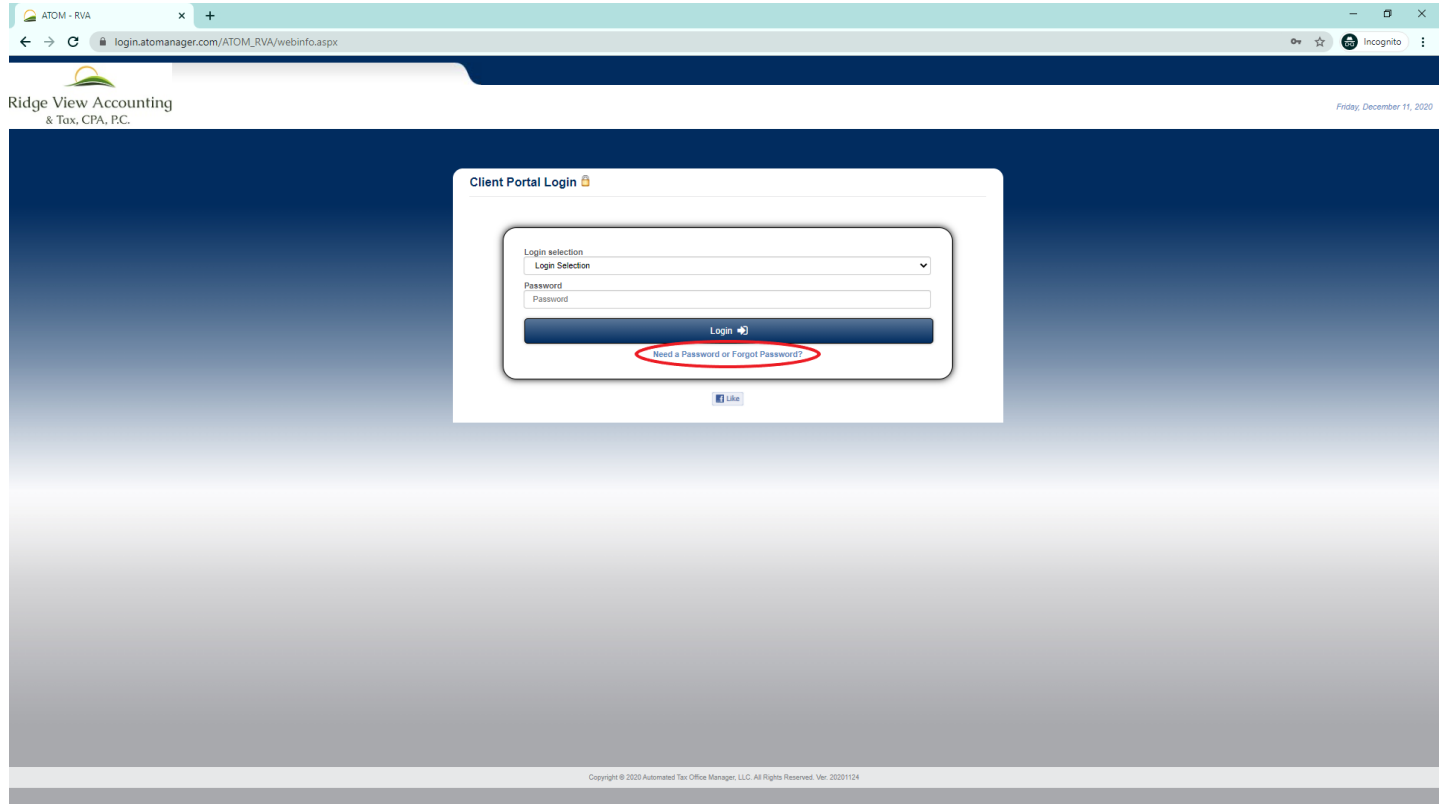 ATOM - RVA
login.atomanager.com/ATOM_RVA/webinfo.aspx
Incognito
Ridge View Accounting
& Tax, CPA, P.C.
Friday, December 11, 2020
Client Portal Login
Login selection
Login Selection
Password
Password
Login
Need a Password or Forgot Password?
Like
Copyright © 2020 Automated Tax Office Manager, LLC. All Rights Reserved. Ver: 20201124